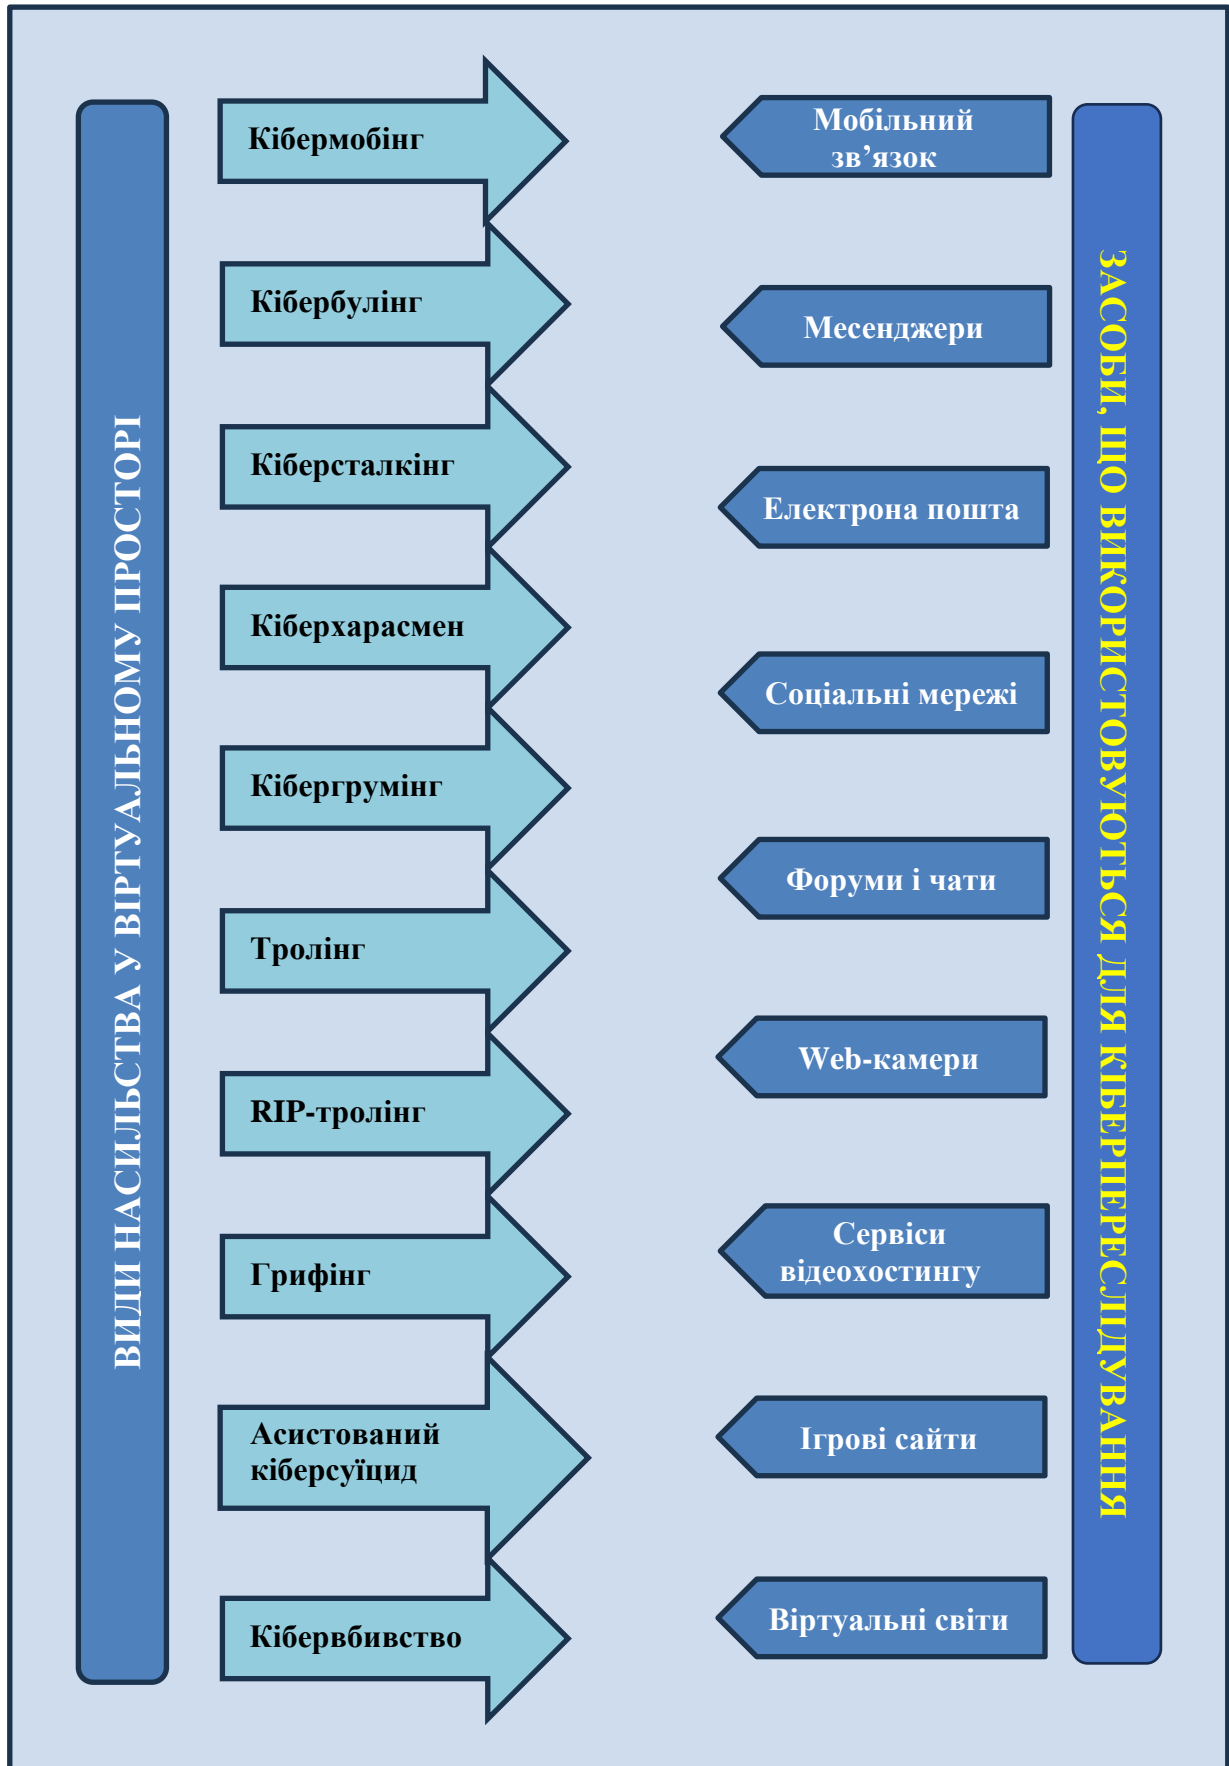 ВИДИ НАСИЛЬСТВА У ВІРТУАЛЬНОМУ ПРОСТОРІ
Кібермобінг
Кібербулінг
Кіберсталкінг
Кіберхарасмен
Кібергрумінг
Тролінг
RIP-тролінг
Грифінг
Асистований
кіберсуїцид
Кібервбивство
Мобільний
зв’язок
Месенджери
Електрона пошта
Соціальні мережі
Форуми і чати
Web-камери
Сервіси
відеохостингу
Ігрові сайти
Віртуальні світи
ЗАСОБИ, ЩО ВИКОРИСТОВУЮТЬСЯ ДЛЯ КІБЕРПЕРЕСЛІДУВАННЯ